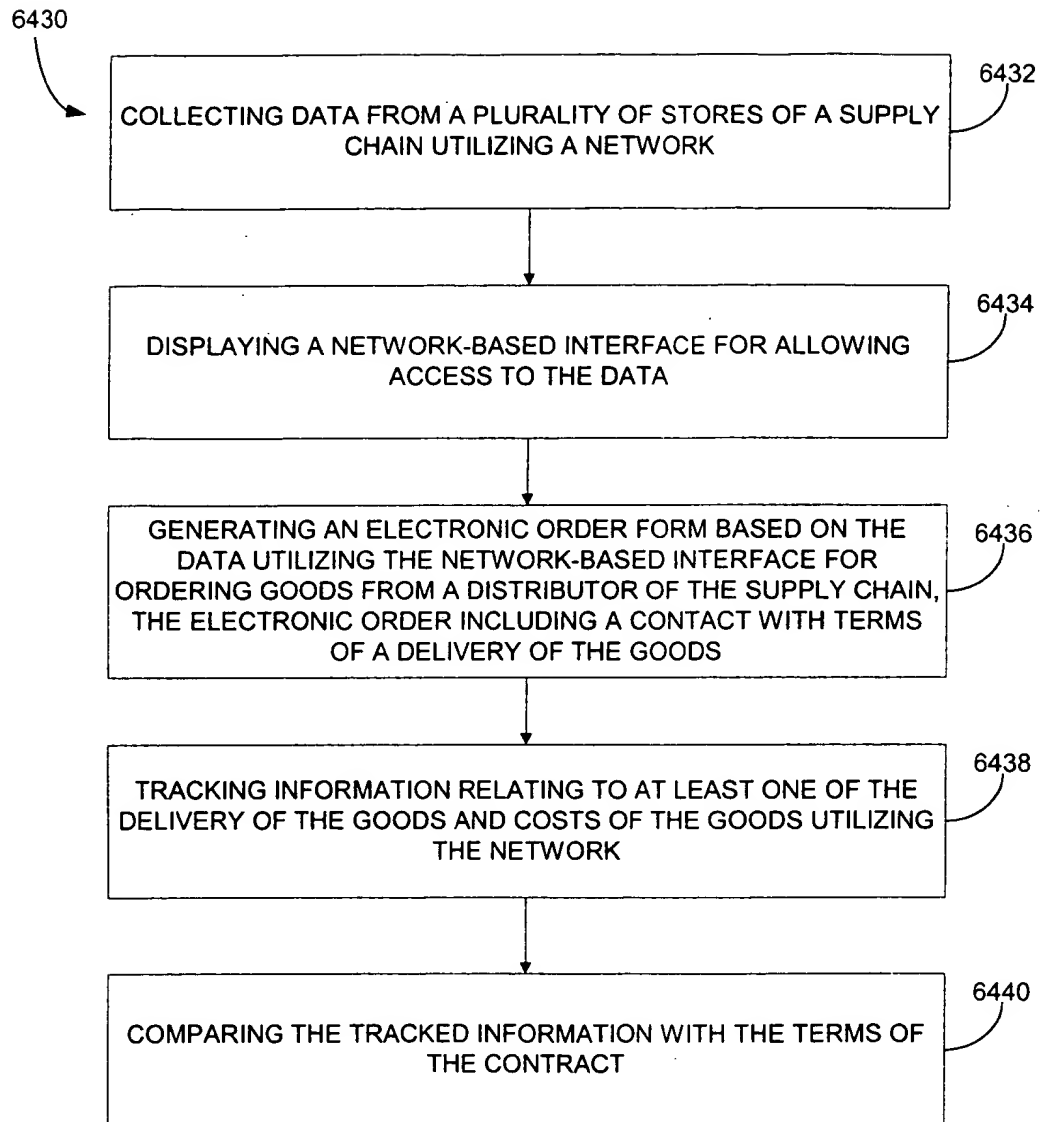 6430
6432
COLLECTING DATA FROM A PLURALITY OF STORES OF A SUPPLY
CHAIN UTILIZING A NETWORK
6434
DISPLAYING A NETWORK-BASED INTERFACE FOR ALLOWING
ACCESS TO THE DATA
6436
GENERATING AN ELECTRONIC ORDER FORM BASED ON THE
DATA UTILIZING THE NETWORK-BASED INTERFACE FOR
ORDERING GOODS FROM A DISTRIBUTOR OF THE SUPPLY CHAIN,
THE ELECTRONIC ORDER INCLUDING A CONTACT WITH TERMS
OF A DELIVERY OF THE GOODS
6438
TRACKING INFORMATION RELATING TO AT LEAST ONE OF THE
DELIVERY OF THE GOODS AND COSTS OF THE GOODS UTILIZING
THE NETWORK
6440
COMPARING THE TRACKED INFORMATION WITH THE TERMS OF
THE CONTRACT